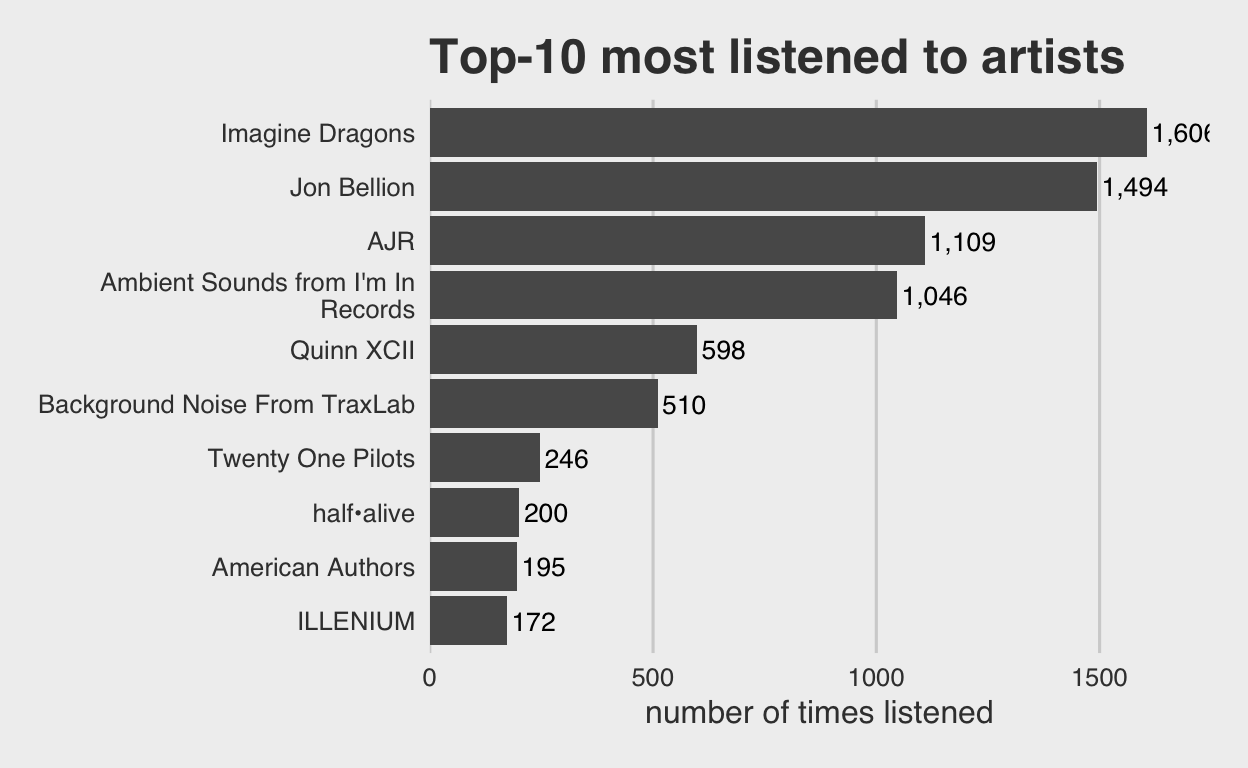 Top-10 most listened to artists
Imagine Dragons 1,606
Jon Bellion 1,494
AJR 1,109
Ambient Sounds from I'm In
Records 1,046
Quinn XCII 598
Background Noise From TraxLab 510
Twenty One Pilots 246
half•alive 200
American Authors 195
ILLENIUM 172
0 500 1000 1500
number of times listened